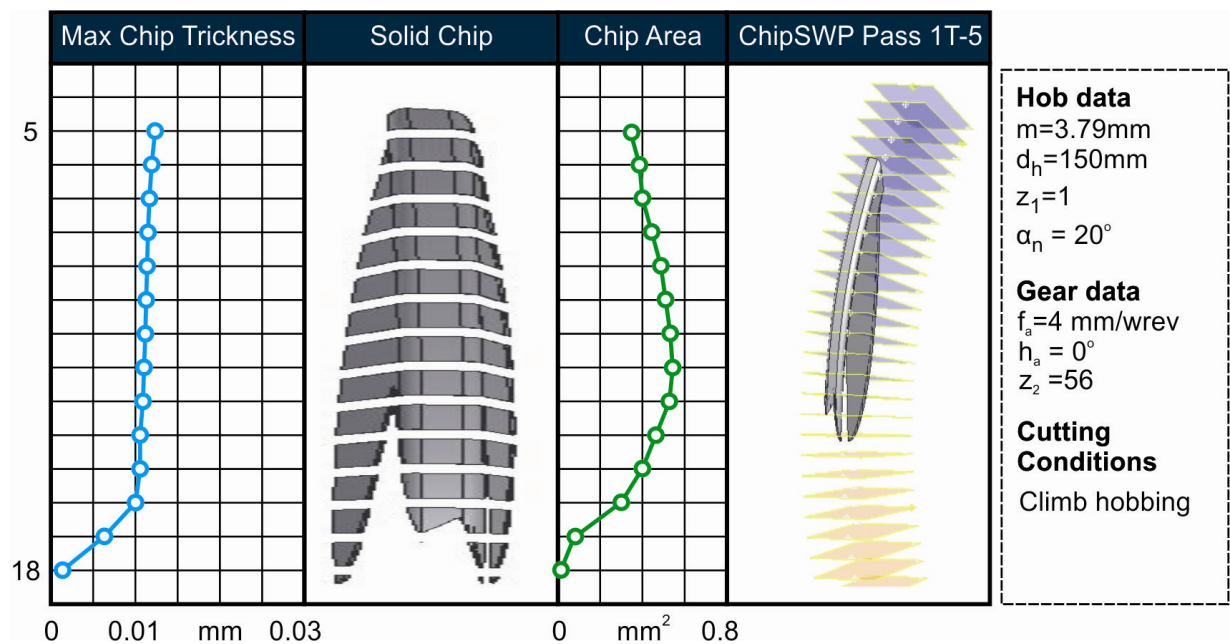 Max Chip Trickness
Solid Chip
Chip Area
ChipSWP Pass 1T-5
5
18
0
0.01
mm
0.03
0
mm²
0.8
Hob data
m=3.79mm
dₕ=150mm
z₁=1
αₙ = 20°
Gear data
fₐ=4 mm/wrev
hₐ = 0°
z₂ =56
Cutting
Conditions
Climb hobbing